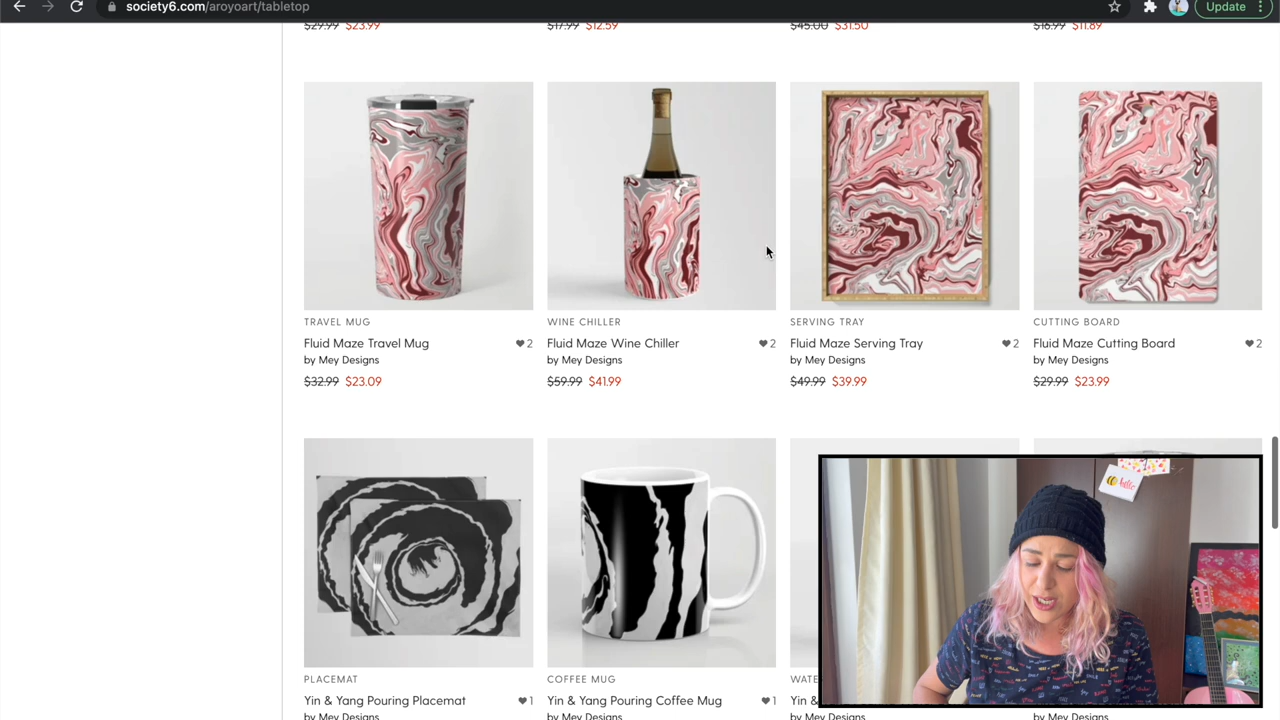 society6.com/aroyoart/tabletop
Update
$29.99 $23.99
$17.99 $12.59
$45.00 $31.50
$16.99 $11.89
TRAVEL MUG
Fluid Maze Travel Mug
2
by Mey Designs
$32.99 $23.09
WINE CHILLER
Fluid Maze Wine Chiller
2
by Mey Designs
$59.99 $41.99
SERVING TRAY
Fluid Maze Serving Tray
2
by Mey Designs
$49.99 $39.99
CUTTING BOARD
Fluid Maze Cutting Board
2
by Mey Designs
$29.99 $23.99
PLACEMAT
Yin & Yang Pouring Placemat
1
by Mey Designs
COFFEE MUG
Yin & Yang Pouring Coffee Mug
1
by Mey Designs
WATE
Yin &
by Mey
hello